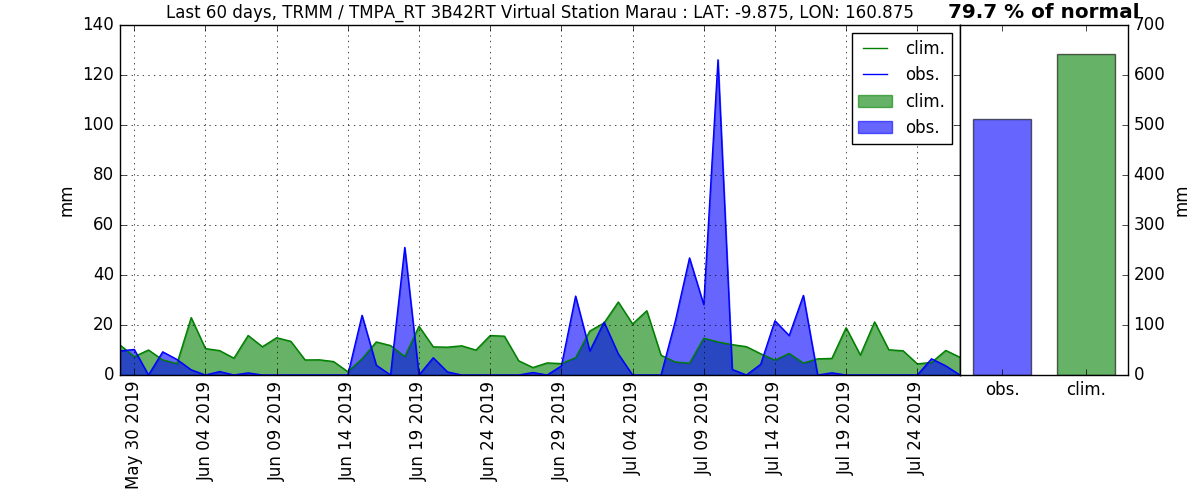 Last 60 days, TRMM / TMPA_RT 3B42RT Virtual Station Marau : LAT: -9.875, LON: 160.875
79.7 % of normal
140
120
100
80
60
40
20
0
mm
clim.
obs.
clim.
obs.
700
600
500
400
300
200
100
0
mm
May 30 2019
Jun 04 2019
Jun 09 2019
Jun 14 2019
Jun 19 2019
Jun 24 2019
Jun 29 2019
Jul 04 2019
Jul 09 2019
Jul 14 2019
Jul 19 2019
Jul 24 2019
obs.
clim.